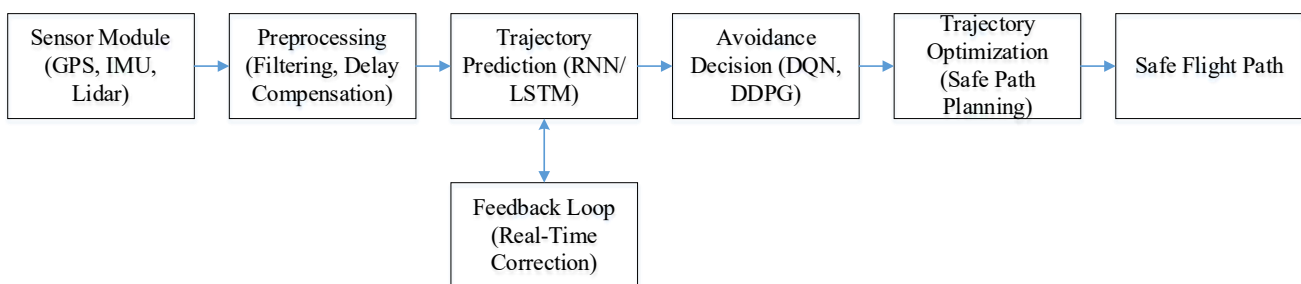 Sensor Module
(GPS, IMU,
Lidar)
Preprocessing
(Filtering, Delay
Compensation)
Trajectory
Prediction (RNN/
LSTM)
Avoidance
Decision (DQN,
DDPG)
Trajectory
Optimization
(Safe Path
Planning)
Safe Flight Path
Feedback Loop
(Real-Time
Correction)